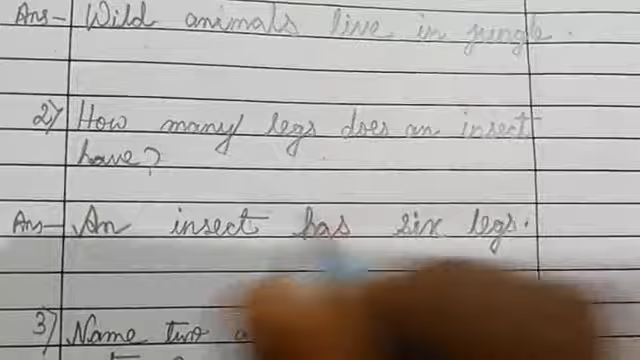 Ans- Wild animals live in jungle.
2) How many legs does an insect
have?
Ans- An insect has six legs.
3) Name two